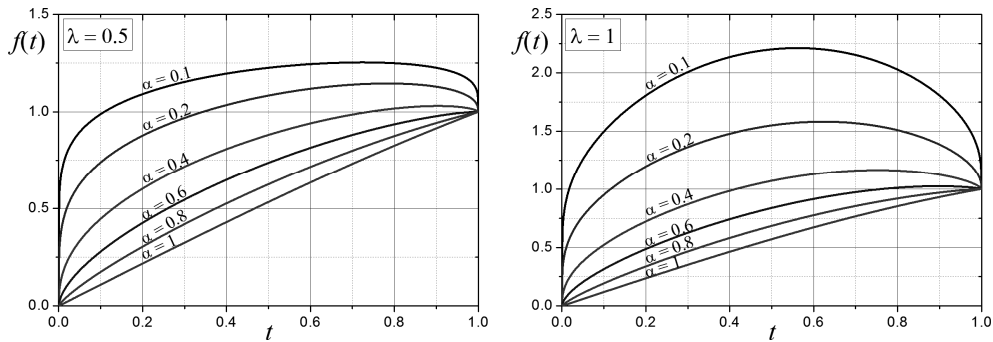 1.5
λ = 0.5
f(t)
α = 0.1
α = 0.2
1.0
α = 0.4
α = 0.6
0.5
α = 0.8
α = 1
0.0
0.0 0.2 0.4 0.6 0.8 1.0
t
2.5
λ = 1
f(t)
α = 0.1
2.0
1.5
α = 0.2
α = 0.4
1.0
α = 0.6
α = 0.8
0.5
α = 1
0.0
0.0 0.2 0.4 0.6 0.8 1.0
t